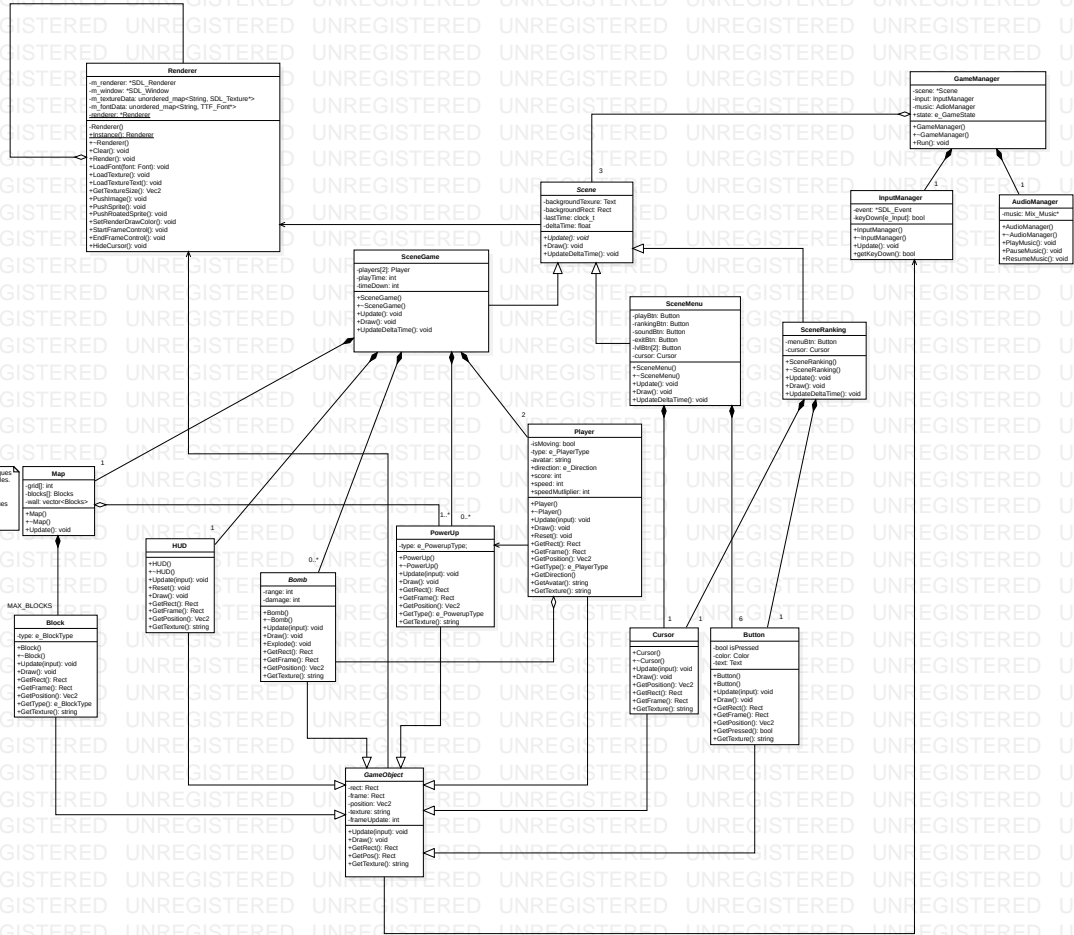 Renderer
-m_renderer: *SDL_Renderer
-m_window: *SDL_Window
-m_textureData: unordered_map<String, SDL_Texture*>
-m_fontData: unordered_map<String, TTF_Font*>
-renderer: *Renderer
-Renderer()
+Instance(): Renderer
+~Renderer()
+Clear(): void
+Render(): void
+LoadFont(font: Font): void
+LoadTexture(): void
+LoadTextureText(): void
+GetTextureSize(): Vec2
+PushImage(): void
+PushSprite(): void
+PushRoatedSprite(): void
+SetRenderDrawColor(): void
+StartFrameControl(): void
+EndFrameControl(): void
+HideCursor(): void
GameManager
-scene: *Scene
-input: InputManager
-music: AdioManager
+state: e_GameState
+GameManager()
+~GameManager()
+Run(): void
3
1
1
Scene
-backgroundTexure: Text
-backgroundRect: Rect
-lastTime: clock_t
-deltaTime: float
+Update(): void
+Draw(): void
+UpdateDeltaTime(): void
InputManager
-event: *SDL_Event
-keyDown[e_Input]: bool
+InputManager()
+~InputManager()
+Update(): void
+getKeyDown(): bool
AudioManager
-music: Mix_Music*
+AudioManager()
+~AudioManager()
+PlayMusic(): void
+PauseMusic(): void
+ResumeMusic(): void
SceneGame
-players[2]: Player
-playTime: int
-timeDown: int
+SceneGame()
+~SceneGame()
+Update(): void
+Draw(): void
+UpdateDeltaTime(): void
SceneMenu
-playBtn: Button
-rankingBtn: Button
-soundBtn: Button
-exitBtn: Button
-lvlBtn[2]: Button
-cursor: Cursor
+SceneMenu()
+~SceneMenu()
+Update(): void
+Draw(): void
+UpdateDeltaTime(): void
SceneRanking
-menuBtn: Button
-cursor: Cursor
+SceneRanking()
+~SceneRanking()
+Update(): void
+Draw(): void
+UpdateDeltaTime(): void
2
1
Player
-isMoving: bool
-type: e_PlayerType
-avatar: string
+direction: e_Direction
+score: int
+speed: int
+speedMutliplier: int
+Player()
+~Player()
+Update(input): void
+Draw(): void
+Reset(): void
+GetRect(): Rect
+GetFrame(): Rect
+GetPosition(): Vec2
+GetType(): e_PlayerType
+GetDirection()
+GetAvatar(): string
+GetTexture(): string
Map
-grid[]: int
-blocks[]: Blocks
-wall: vector<Blocks>
+Map()
+~Map()
+Update(): void
1
1..*
0..*
0..*
HUD
+HUD()
+~HUD()
+Update(input): void
+Reset(): void
+Draw(): void
+GetRect(): Rect
+GetFrame(): Rect
+GetPosition(): Vec2
+GetTexture(): string
Bomb
-range: int
-damage: int
+Bomb()
+~Bomb()
+Update(input): void
+Draw(): void
+Explode(): void
+GetRect(): Rect
+GetFrame(): Rect
+GetPosition(): Vec2
+GetTexture(): string
PowerUp
-type: e_PowerupType;
+PowerUp()
+~PowerUp()
+Update(input): void
+Draw(): void
+GetRect(): Rect
+GetFrame(): Rect
+GetPosition(): Vec2
+GetType(): e_PowerupType
+GetTexture(): string
MAX_BLOCKS
Block
-type: e_BlockType
+Block()
+~Block()
+Update(input): void
+Draw(): void
+GetRect(): Rect
+GetFrame(): Rect
+GetPosition(): Vec2
+GetType(): e_BlockType
+GetTexture(): string
1
1
6
1
Cursor
+Cursor()
+~Cursor()
+Update(input): void
+Draw(): void
+GetPosition(): Vec2
+GetRect(): Rect
+GetFrame(): Rect
+GetTexture(): string
Button
-bool isPressed
-color: Color
-text: Text
+Button()
+Button()
+Update(input): void
+Draw(): void
+GetRect(): Rect
+GetFrame(): Rect
+GetPosition(): Vec2
+GetPressed(): bool
+GetTexture(): string
GameObject
-rect: Rect
-frame: Rect
-position: Vec2
-texture: string
-frameUpdate: int
+Update(input): void
+Draw(): void
+GetRect(): Rect
+GetPos(): Rect
+GetTexture(): string
UNREGISTERED